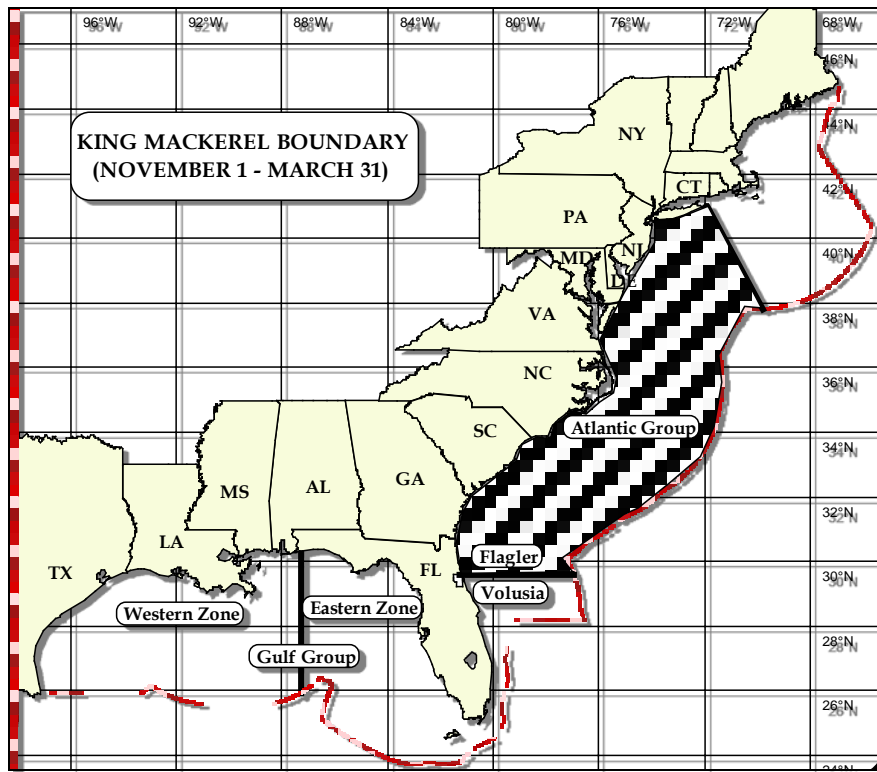 96°W 92°W 88°W 84°W 80°W 76°W 72°W 68°W
46°N
KING MACKEREL BOUNDARY
(NOVEMBER 1 - MARCH 31)
NY
44°N
CT
42°N
PA
NJ
40°N
MD
DE
VA
38°N
NC
36°N
SC
Atlantic Group
34°N
GA
MS
AL
32°N
LA
FL
Flagler
TX
30°N
Volusia
Western Zone
Eastern Zone
28°N
Gulf Group
26°N
24°N